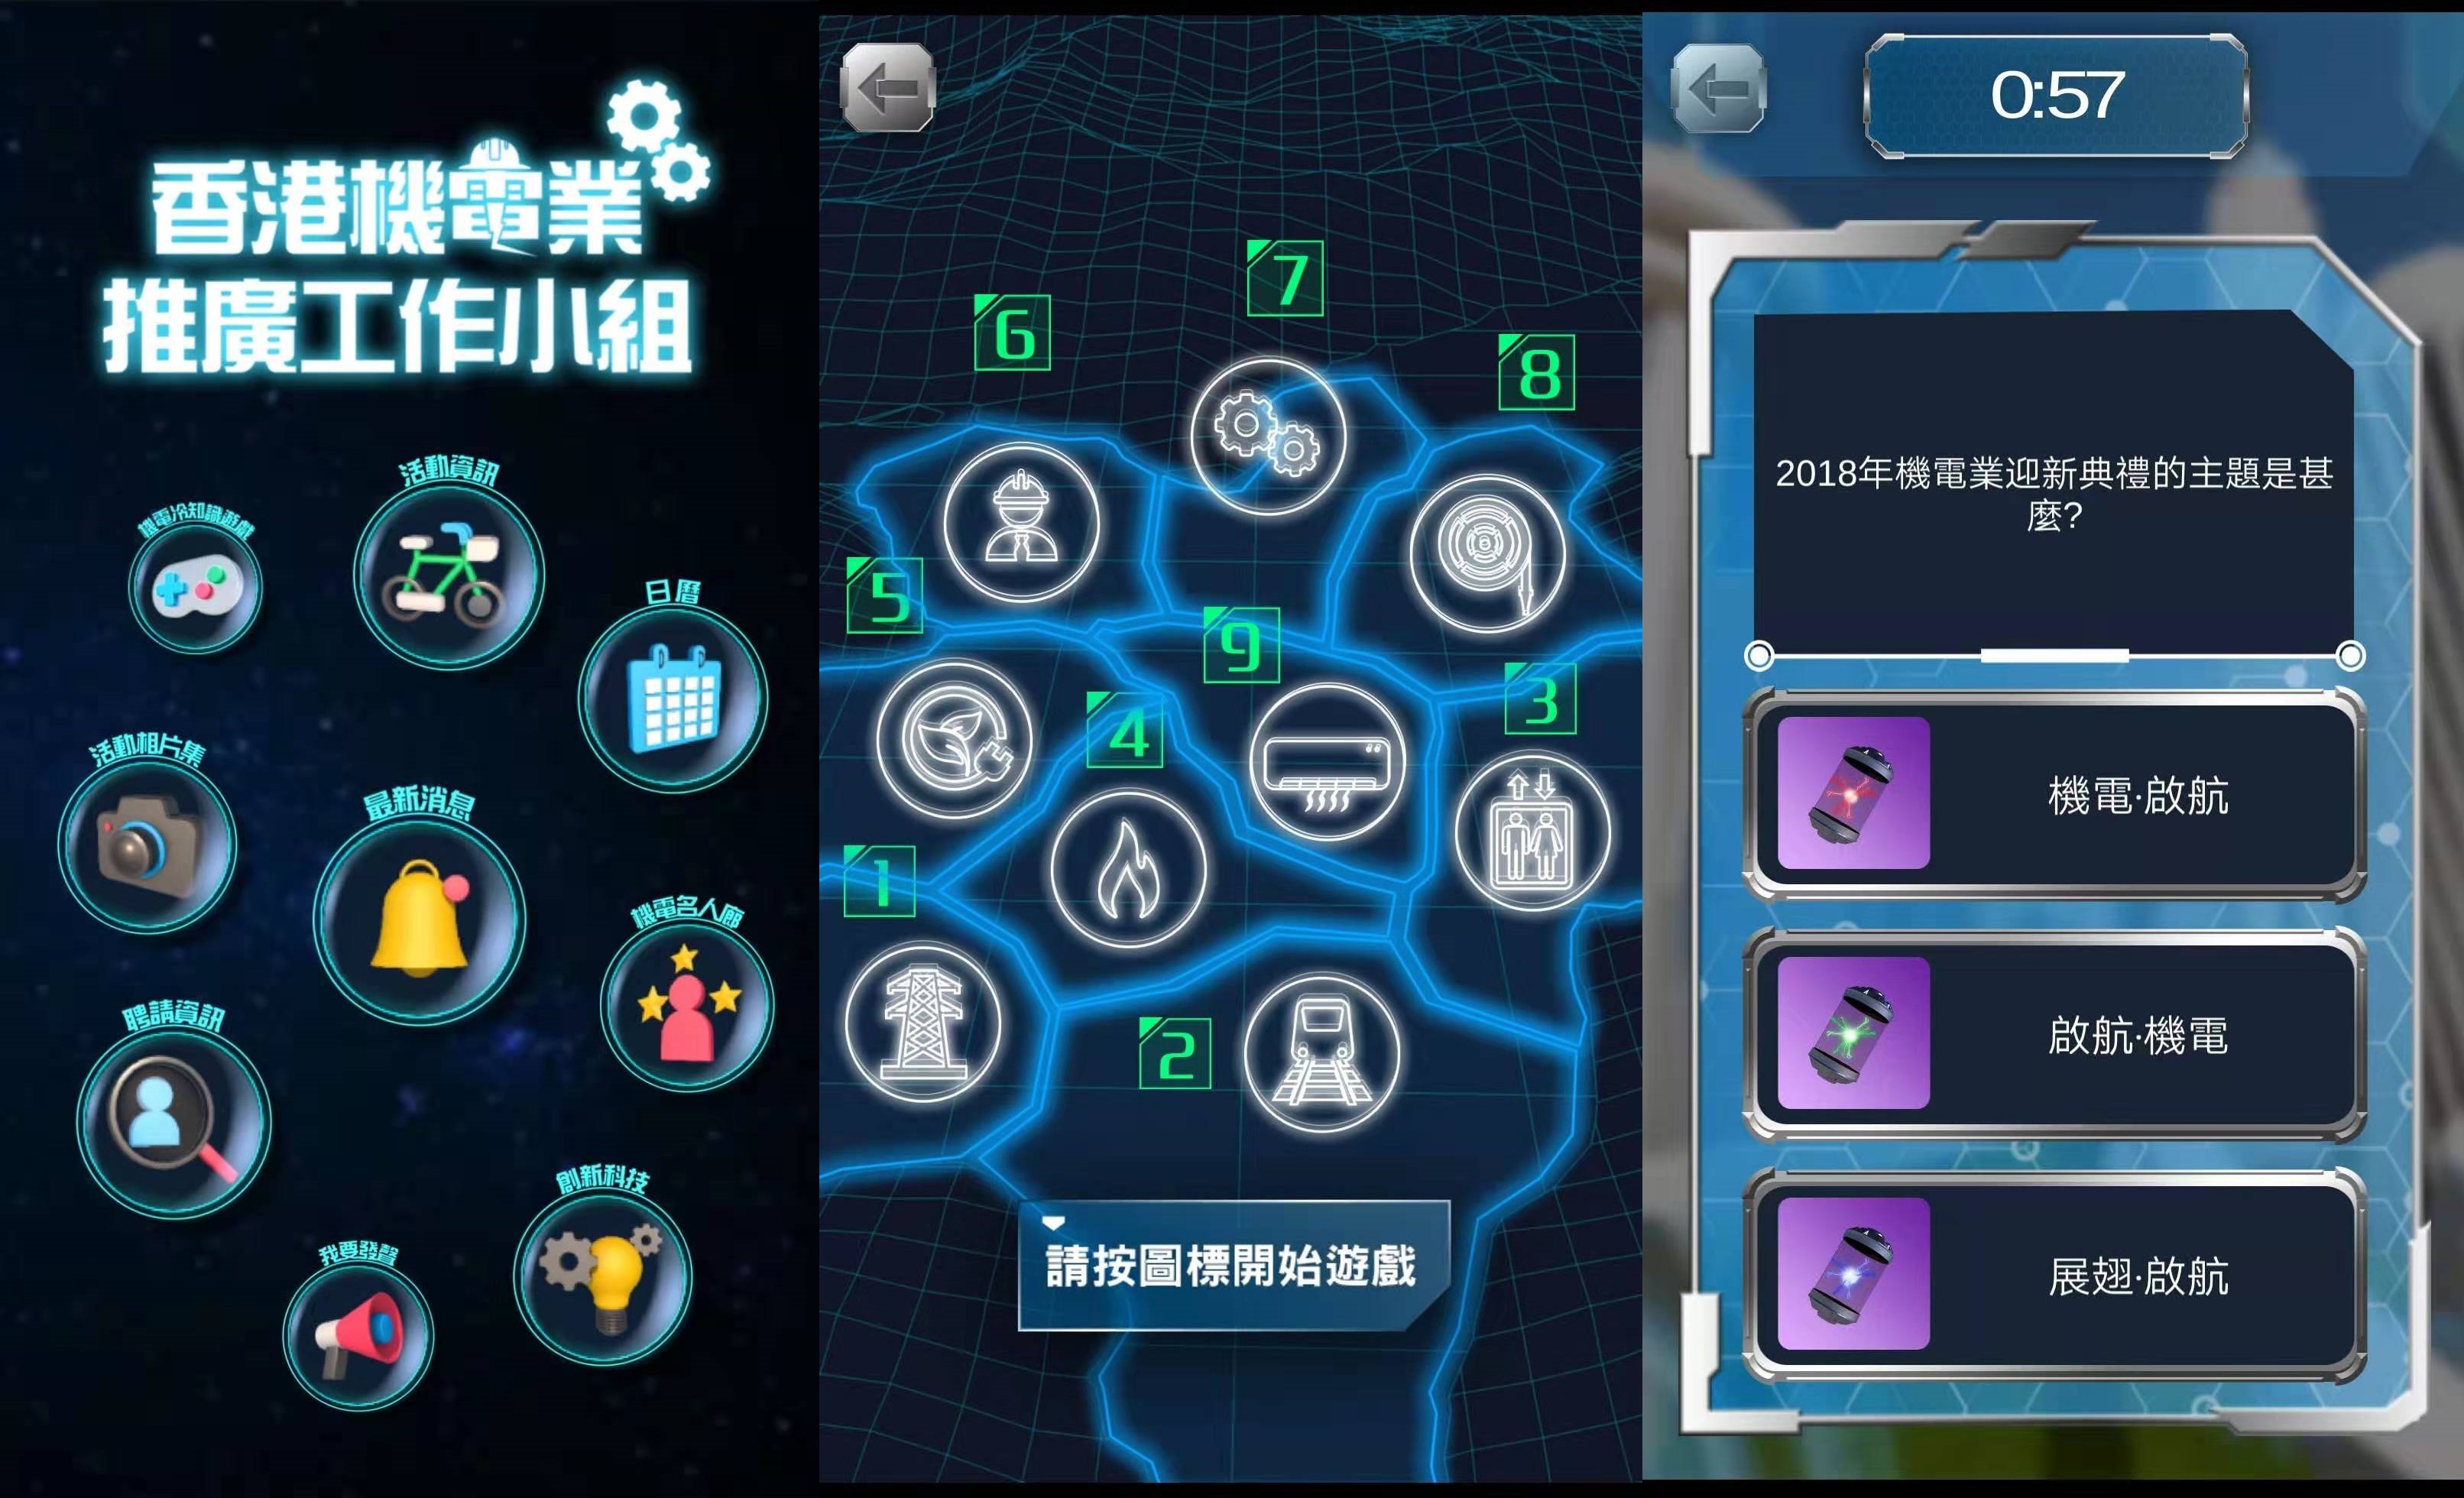 香港機電業
推廣工作小組
活動資訊
機電冷知識遊戲
日曆
活動相片集
最新消息
機電名人廊
聘請資訊
創新科技
我要發聲
7
6
8
5
9
3
4
1
2
請按圖標開始遊戲
0:57
2018年機電業迎新典禮的主題是甚
麼?
機電·啟航
啟航·機電
展翅·啟航